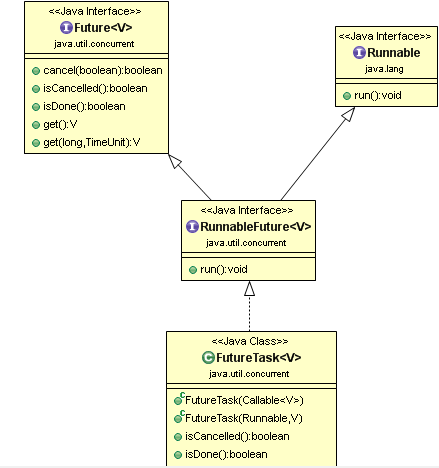 <<Java Interface>>
Future<V>
java.util.concurrent
cancel(boolean):boolean
isCancelled():boolean
isDone():boolean
get():V
get(long,TimeUnit):V
<<Java Interface>>
Runnable
java.lang
run():void
<<Java Interface>>
RunnableFuture<V>
java.util.concurrent
run():void
<<Java Class>>
FutureTask<V>
java.util.concurrent
FutureTask(Callable<V>)
FutureTask(Runnable,V)
isCancelled():boolean
isDone():boolean